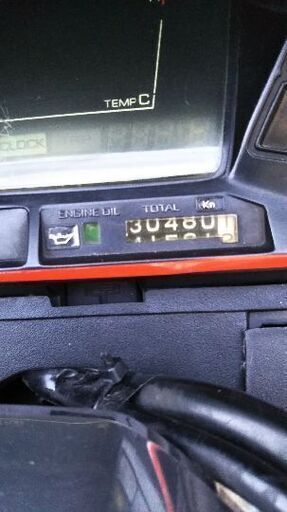 TEMP C
CLOCK
ENGINE OIL TOTAL Km
30480